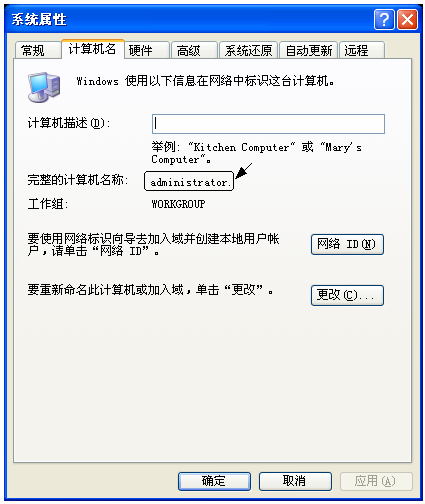 系统属性
常规 计算机名 硬件 高级 系统还原 自动更新 远程
Windows 使用以下信息在网络中标识这台计算机。
计算机描述(D):
举例: "Kitchen Computer" 或 "Mary's
Computer"。
完整的计算机名称: administrator.
工作组: WORKGROUP
要使用网络标识向导去加入域并创建本地用户帐
户,请单击“网络 ID”。
网络 ID(N)
要重新命名此计算机或加入域,单击“更改”。
更改(C)...
确定 取消 应用(A)